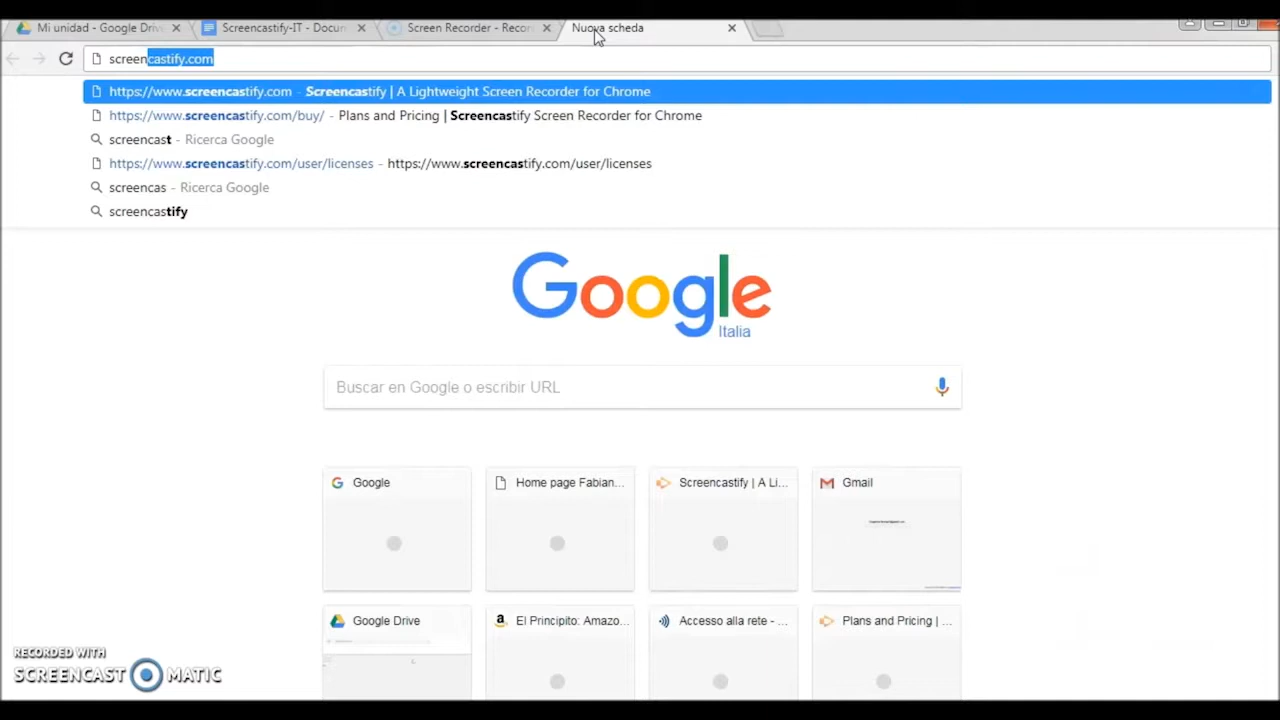 Mi unidad - Google Driv
Screencastify-IT - Docun
Screen Recorder - Recor
Nuova scheda
screencastify.com
https://www.screencastify.com - Screencastify | A Lightweight Screen Recorder for Chrome
https://www.screencastify.com/buy/ - Plans and Pricing | Screencastify Screen Recorder for Chrome
screencast - Ricerca Google
https://www.screencastify.com/user/licenses - https://www.screencastify.com/user/licenses
screencas - Ricerca Google
screencastify
Google
Italia
Buscar en Google o escribir URL
Google
Home page Fabian...
Screencastify | A Li...
Gmail
Google Drive
El Principito: Amazo...
Accesso alla rete - ...
Plans and Pricing | ...
RECORDED WITH
SCREENCAST MATIC